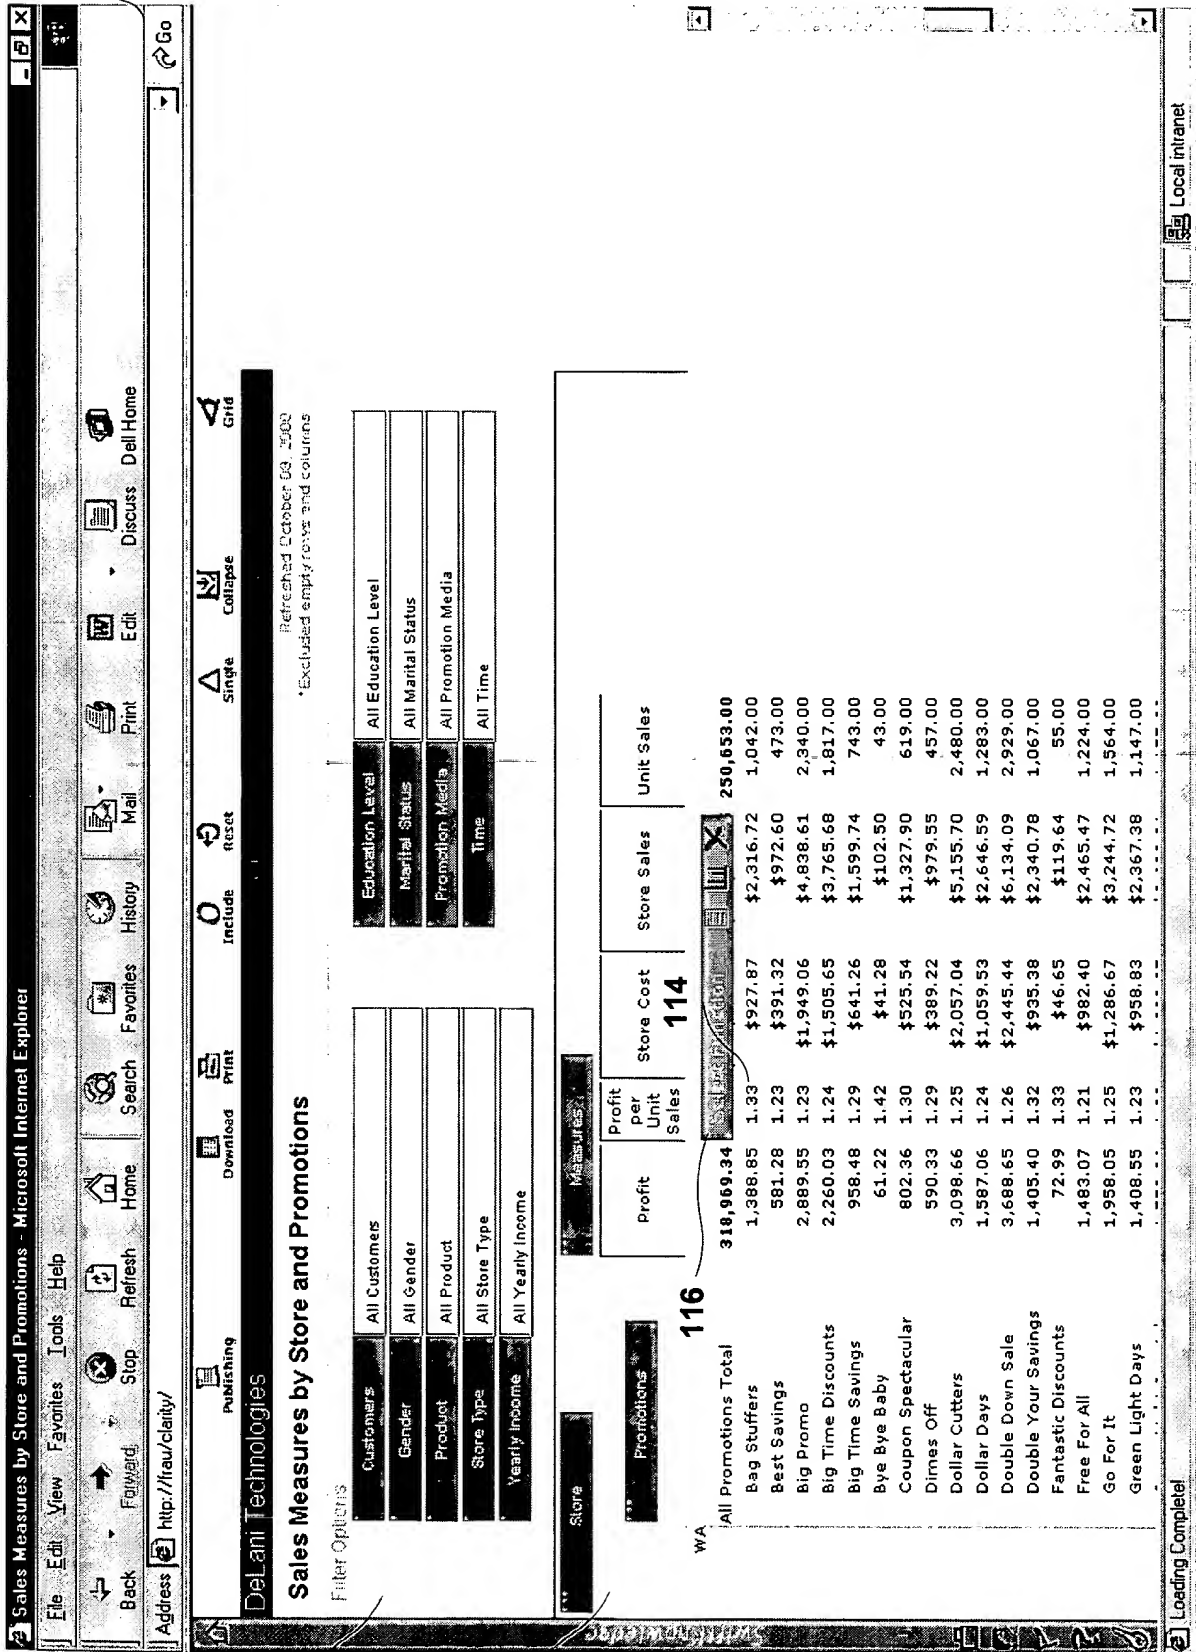 Sales Measures by Store and Promotions - Microsoft Internet Explorer
File Edit View Favorites Tools Help
Back Forward Stop Refresh Home Search Favorites History Mail Print Edit Discuss Dell Home
Address http://frau/clarity/ Go
Publishing Download Print Include Reset Single Collapse Grid
DeLani Technologies
Sales Measures by Store and Promotions
Refreshed October 09, 2000
*Excluded empty rows and columns
Filter Options
Customers All Customers Education Level All Education Level
Gender All Gender Marital Status All Marital Status
Product All Product Promotion Media All Promotion Media
Store Type All Store Type Time All Time
Yearly Income All Yearly Income
Store Measures
Promotions Profit Profit per Unit Sales Store Cost Store Sales Unit Sales
116 114
WA
All Promotions Total 318,969.34 250,653.00
Bag Stuffers 1,388.85 1.33 $927.87 $2,316.72 1,042.00
Best Savings 581.28 1.23 $391.32 $972.60 473.00
Big Promo 2,889.55 1.23 $1,949.06 $4,838.61 2,340.00
Big Time Discounts 2,260.03 1.24 $1,505.65 $3,765.68 1,817.00
Big Time Savings 958.48 1.29 $641.26 $1,599.74 743.00
Bye Bye Baby 61.22 1.42 $41.28 $102.50 43.00
Coupon Spectacular 802.36 1.30 $525.54 $1,327.90 619.00
Dimes Off 590.33 1.29 $389.22 $979.55 457.00
Dollar Cutters 3,098.66 1.25 $2,057.04 $5,155.70 2,480.00
Dollar Days 1,587.06 1.24 $1,059.53 $2,646.59 1,283.00
Double Down Sale 3,688.65 1.26 $2,445.44 $6,134.09 2,929.00
Double Your Savings 1,405.40 1.32 $935.38 $2,340.78 1,067.00
Fantastic Discounts 72.99 1.33 $46.65 $119.64 55.00
Free For All 1,483.07 1.21 $982.40 $2,465.47 1,224.00
Go For It 1,958.05 1.25 $1,286.67 $3,244.72 1,564.00
Green Light Days 1,408.55 1.23 $958.83 $2,367.38 1,147.00
Loading Complete! Local intranet